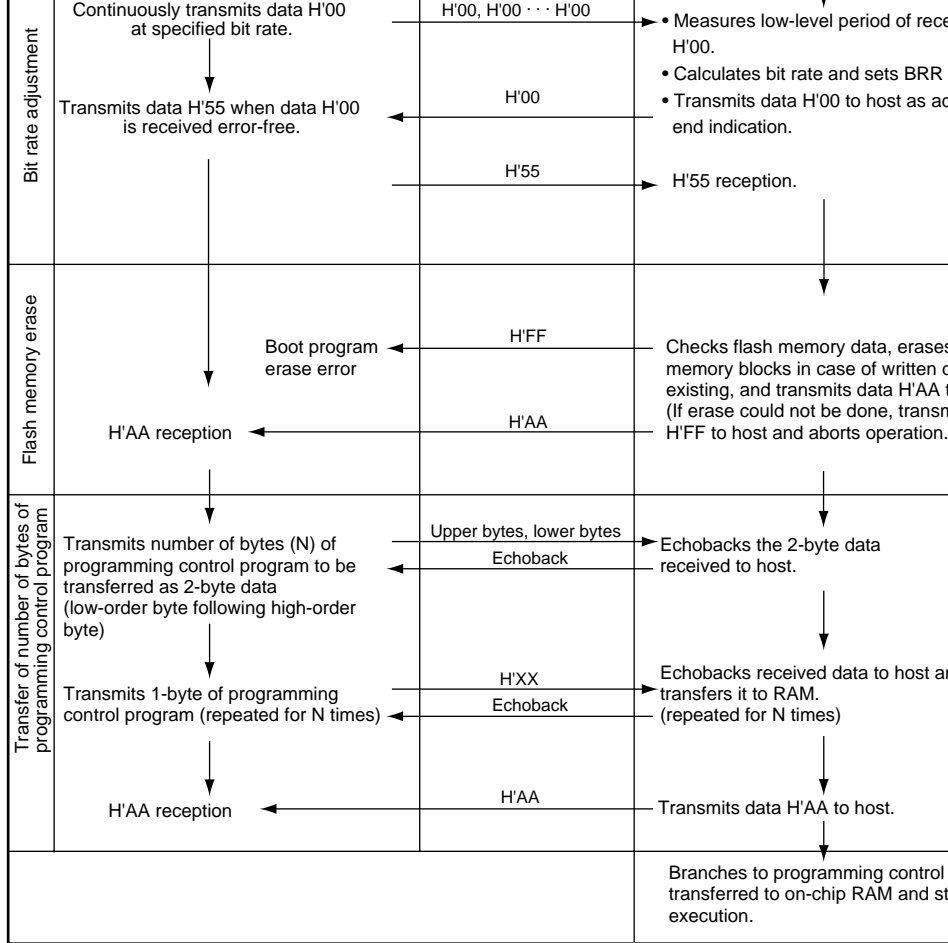 Bit rate adjustment
Continuously transmits data H'00
at specified bit rate.
H'00, H'00 · · · H'00
• Measures low-level period of
H'00.
• Calculates bit rate and sets BRR
Transmits data H'55 when data H'00
is received error-free.
H'00
• Transmits data H'00 to host as
end indication.
H'55
H'55 reception.
Flash memory erase
Boot program
erase error
H'FF
Checks flash memory data, erases
memory blocks in case of written
existing, and transmits data H'AA
(If erase could not be done,
H'FF to host and aborts operation.
H'AA reception
H'AA
Transfer of number of bytes of
programming control program
Transmits number of bytes (N) of
programming control program to be
transferred as 2-byte data
(low-order byte following high-order
byte)
Upper bytes, lower bytes
Echoback
Echobacks the 2-byte data
received to host.
Transmits 1-byte of programming
control program (repeated for N times)
H'XX
Echoback
Echobacks received data to host
transfers it to RAM.
(repeated for N times)
H'AA reception
H'AA
Transmits data H'AA to host.
Branches to programming control
transferred to on-chip RAM and
execution.